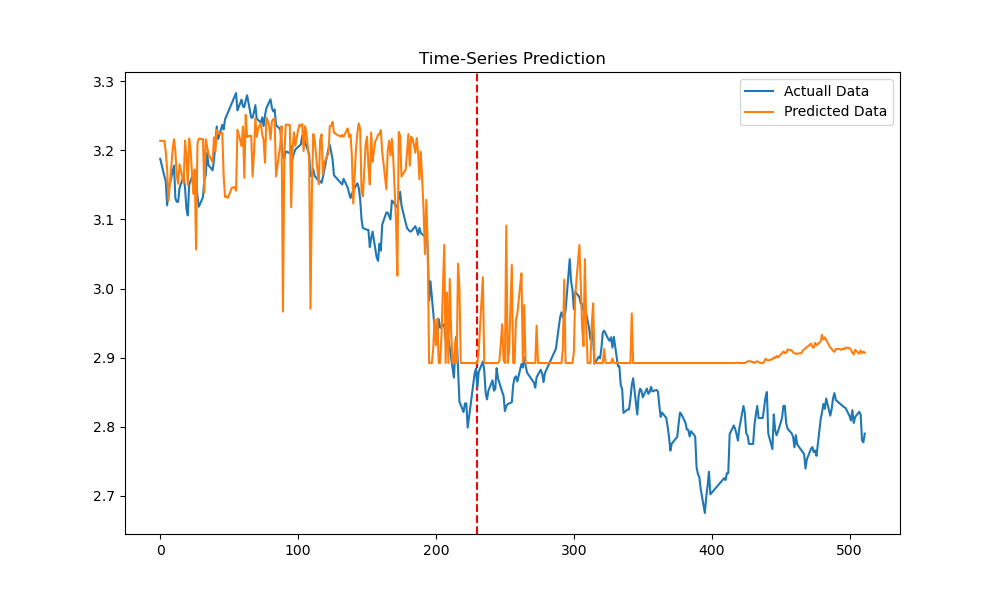 Time-Series Prediction
Actuall Data
Predicted Data
3.3
3.2
3.1
3.0
2.9
2.8
2.7
0 100 200 300 400 500